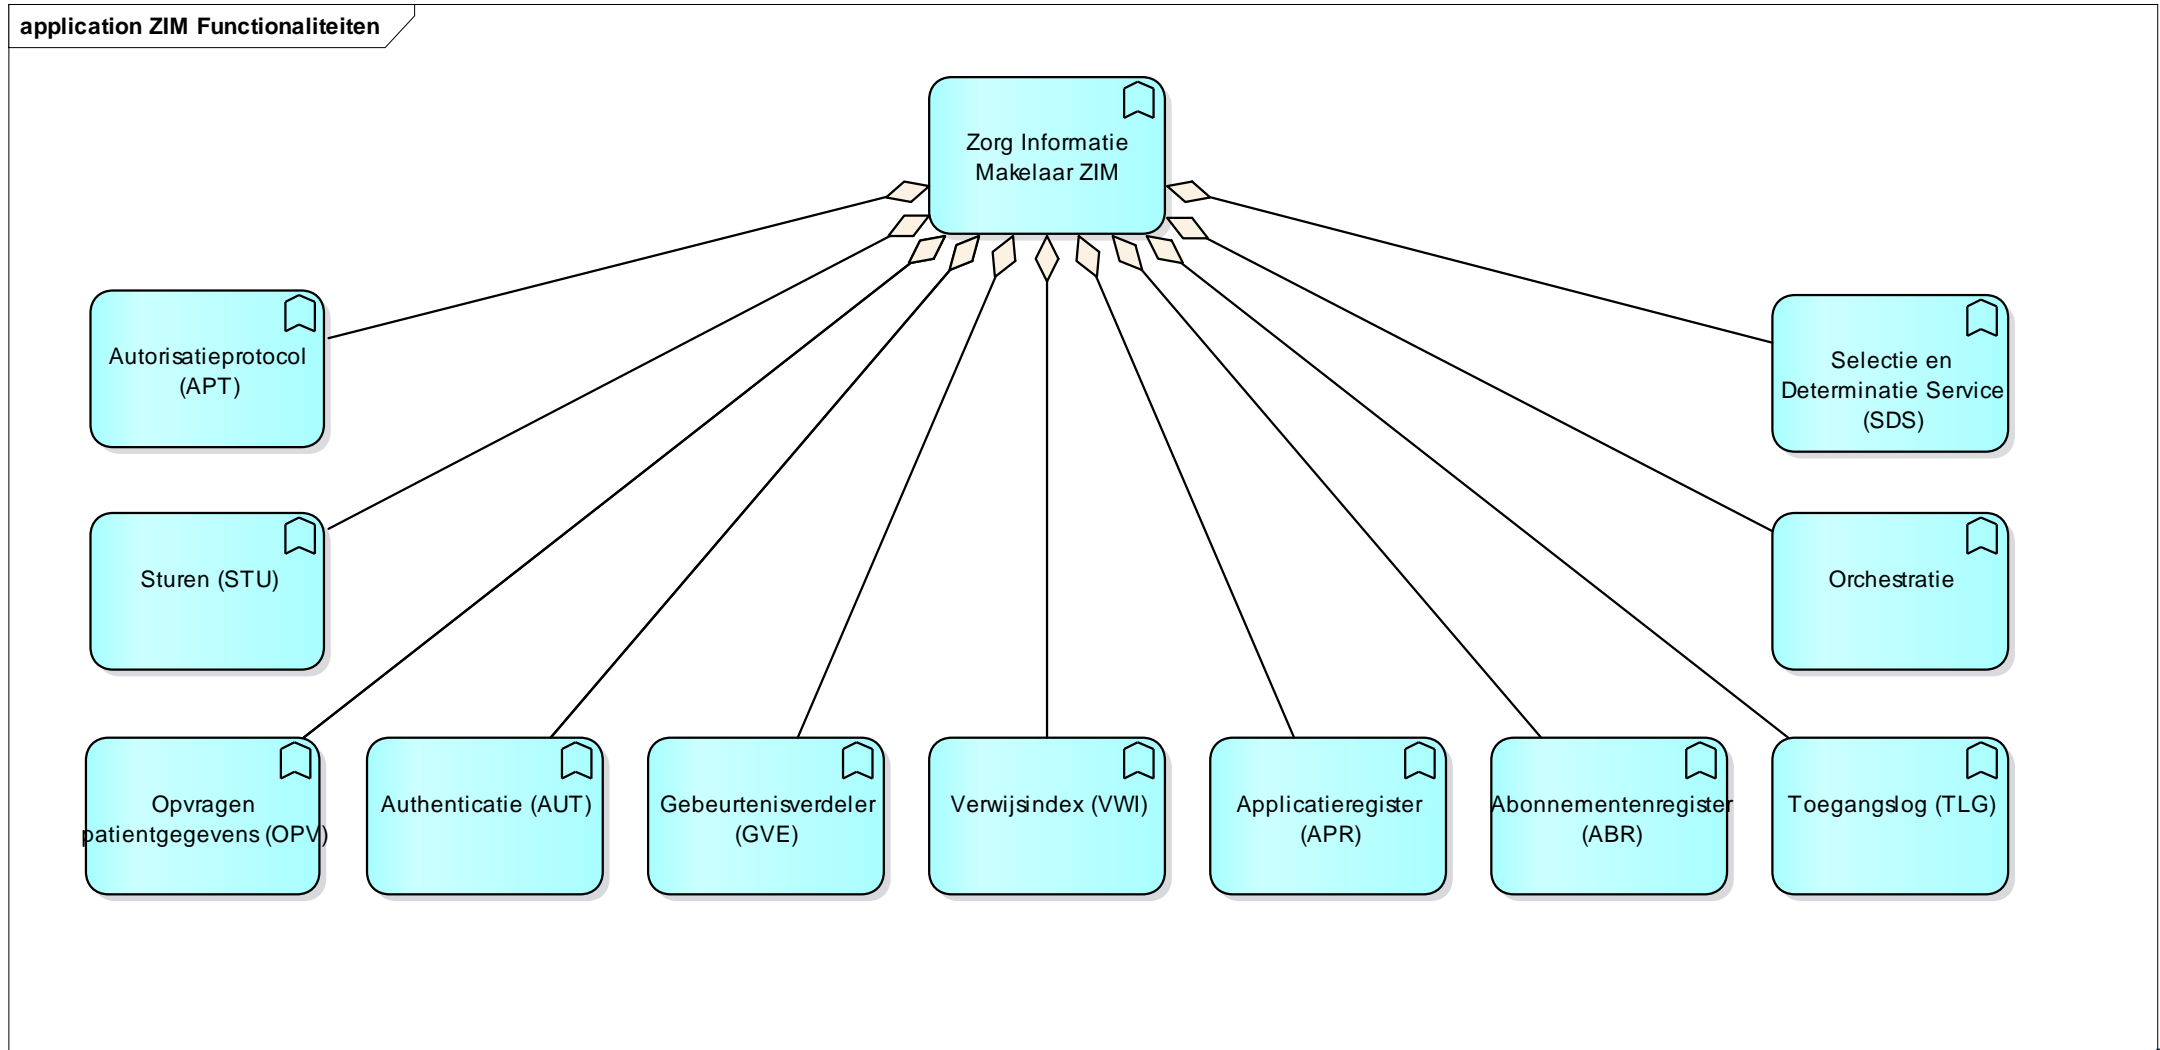 application ZIM Functionaliteiten
Zorg Informatie
Makelaar ZIM
Autorisatieprotocol
(APT)
Selectie en
Determinatie Service
(SDS)
Sturen (STU)
Orchestratie
Opvragen
patientgegevens (OPV)
Authenticatie (AUT)
Gebeurtenisverdeler
(GVE)
Verwijsindex (VWI)
Applicatieregister
(APR)
Abonnementenregister
(ABR)
Toegangslog (TLG)